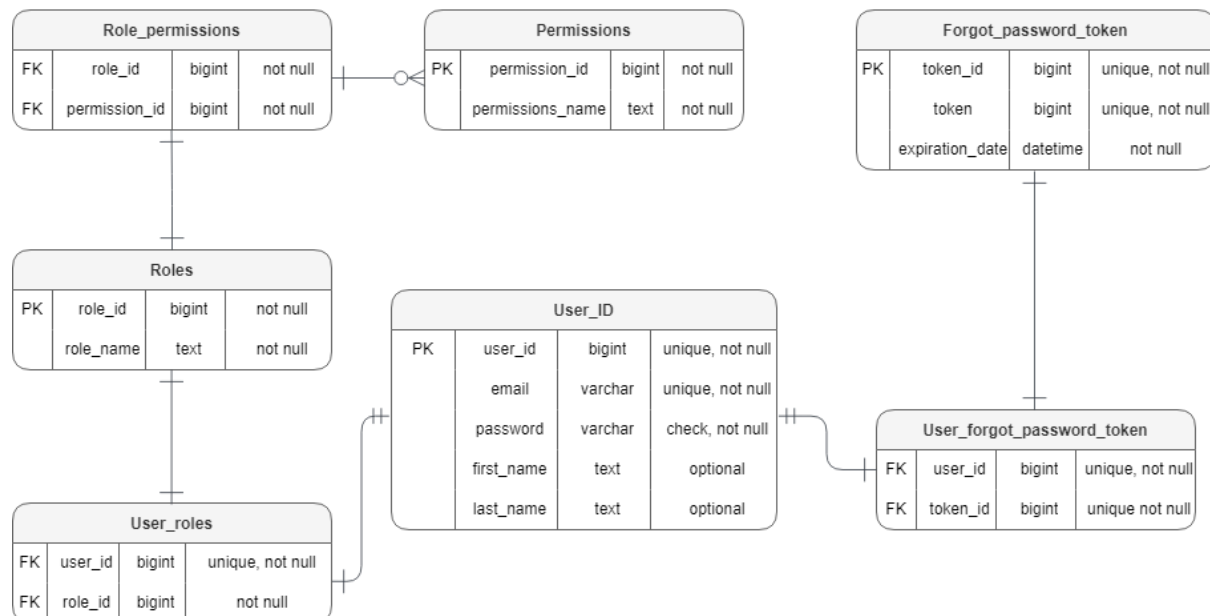 Role_permissions
FK role_id bigint not null
FK permission_id bigint not null
Permissions
PK permission_id bigint not null
permissions_name text not null
Forgot_password_token
PK token_id bigint unique, not null
token bigint unique, not null
expiration_date datetime not null
Roles
PK role_id bigint not null
role_name text not null
User_ID
PK user_id bigint unique, not null
email varchar unique, not null
password varchar check, not null
first_name text optional
last_name text optional
User_forgot_password_token
FK user_id bigint unique, not null
FK token_id bigint unique not null
User_roles
FK user_id bigint unique, not null
FK role_id bigint not null